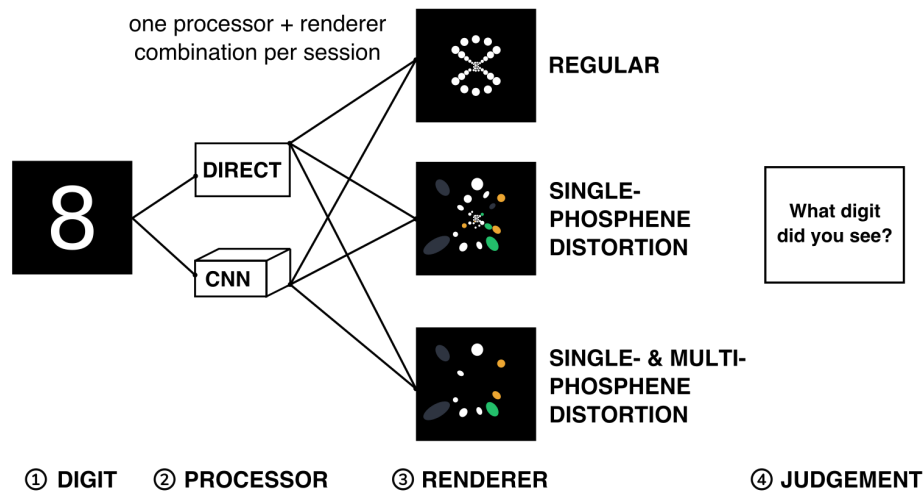 one processor + renderer
combination per session
8
DIRECT
CNN
REGULAR
SINGLE-
PHOSPHENE
DISTORTION
SINGLE- & MULTI-
PHOSPHENE
DISTORTION
What digit
did you see?
① DIGIT
② PROCESSOR
③ RENDERER
④ JUDGEMENT